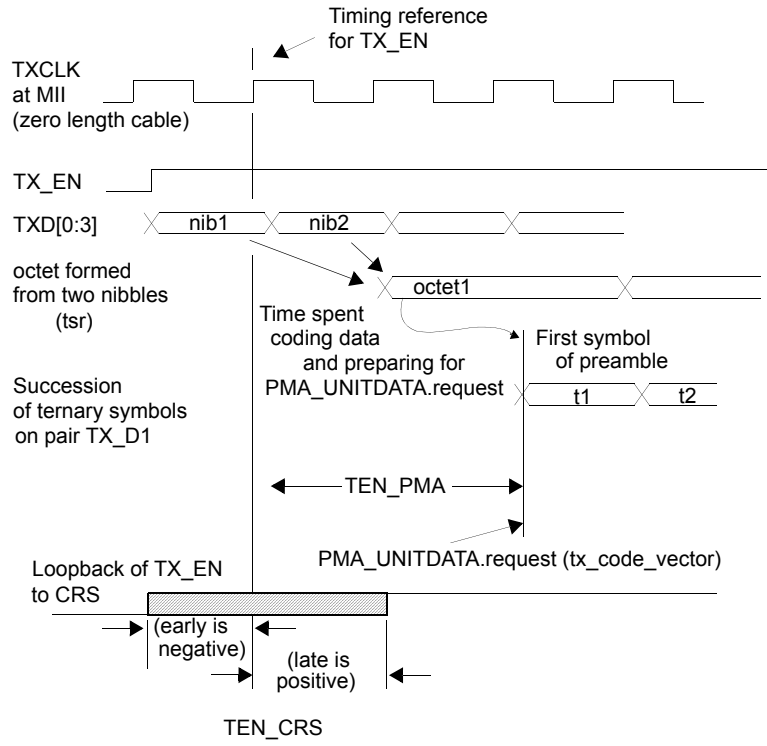 Timing reference
for TX_EN
TXCLK
at MII
(zero length cable)
TX_EN
TXD[0:3]
nib1
nib2
octet formed
from two nibbles
(tsr)
octet1
Time spent
coding data
and preparing for
PMA_UNITDATA.request
First symbol
of preamble
Succession
of ternary symbols
on pair TX_D1
t1
t2
TEN_PMA
PMA_UNITDATA.request (tx_code_vector)
Loopback of TX_EN
to CRS
(early is
negative)
(late is
positive)
TEN_CRS